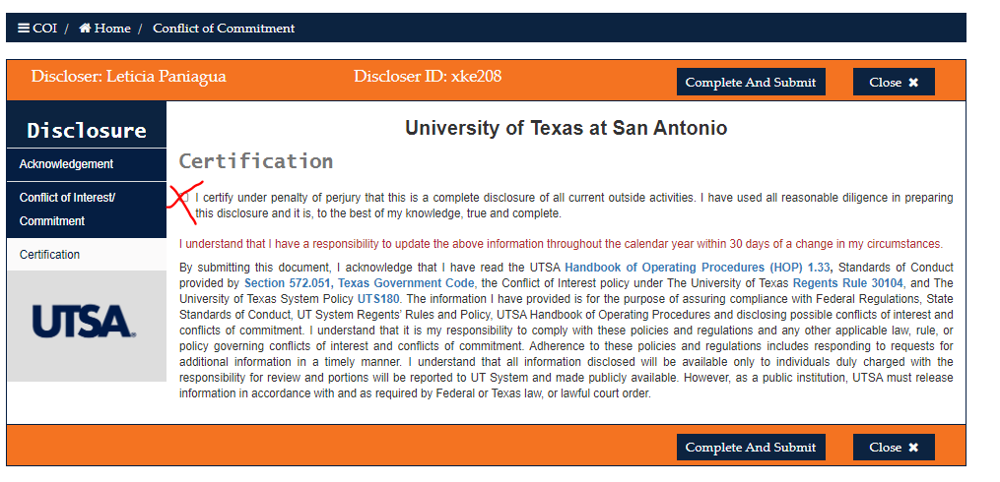 COI / Home / Conflict of Commitment
Discloser: Leticia Paniagua
Discloser ID: xke208
Complete And Submit
Close ✖
Disclosure
Acknowledgement
Conflict of Interest/
Commitment
Certification
UTSA
University of Texas at San Antonio
Certification
I certify under penalty of perjury that this is a complete disclosure of all current outside activities. I have used all reasonable diligence in preparing
this disclosure and it is, to the best of my knowledge, true and complete.
I understand that I have a responsibility to update the above information throughout the calendar year within 30 days of a change in my circumstances.
By submitting this document, I acknowledge that I have read the UTSA Handbook of Operating Procedures (HOP) 1.33, Standards of Conduct
provided by Section 572.051, Texas Government Code, the Conflict of Interest policy under The University of Texas Regents Rule 30104, and The
University of Texas System Policy UTS180. The information I have provided is for the purpose of assuring compliance with Federal Regulations, State
Standards of Conduct, UT System Regents' Rules and Policy, UTSA Handbook of Operating Procedures and disclosing possible conflicts of interest and
conflicts of commitment. I understand that it is my responsibility to comply with these policies and regulations and any other applicable law, rule, or
policy governing conflicts of interest and conflicts of commitment. Adherence to these policies and regulations includes responding to requests for
additional information in a timely manner. I understand that all information disclosed will be available only to individuals duly charged with the
responsibility for review and portions will be reported to UT System and made publicly available. However, as a public institution, UTSA must release
information in accordance with and as required by Federal or Texas law, or lawful court order.
Complete And Submit
Close ✖